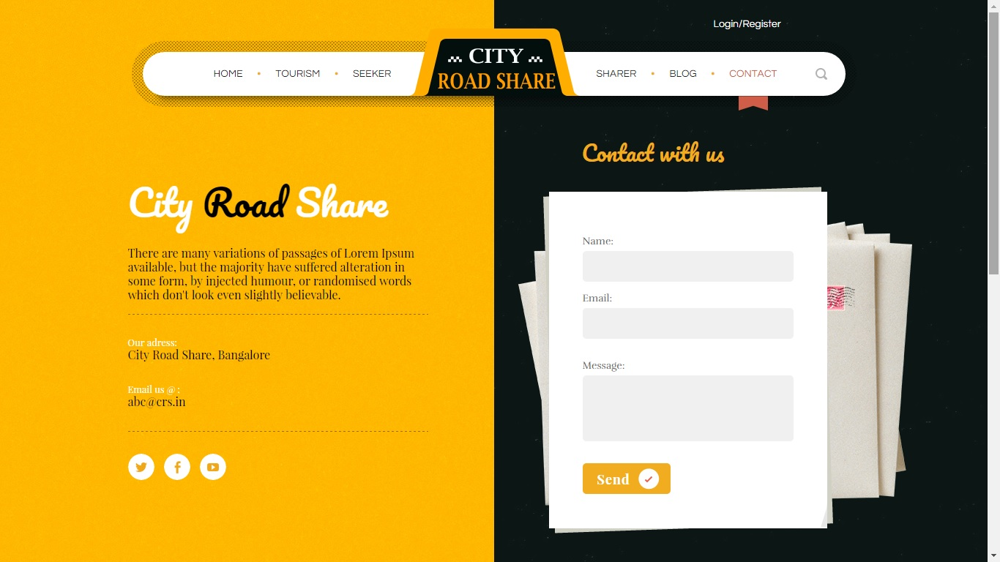 Login/Register
HOME
TOURISM
SEEKER
CITY
ROAD SHARE
SHARER
BLOG
CONTACT
City Road Share
There are many variations of passages of Lorem Ipsum
available, but the majority have suffered alteration in
some form, by injected humour, or randomised words
which don't look even slightly believable.
Our adress:
City Road Share, Bangalore
Email us @ :
abc@crs.in
Contact with us
Name:
Email:
Message:
Send